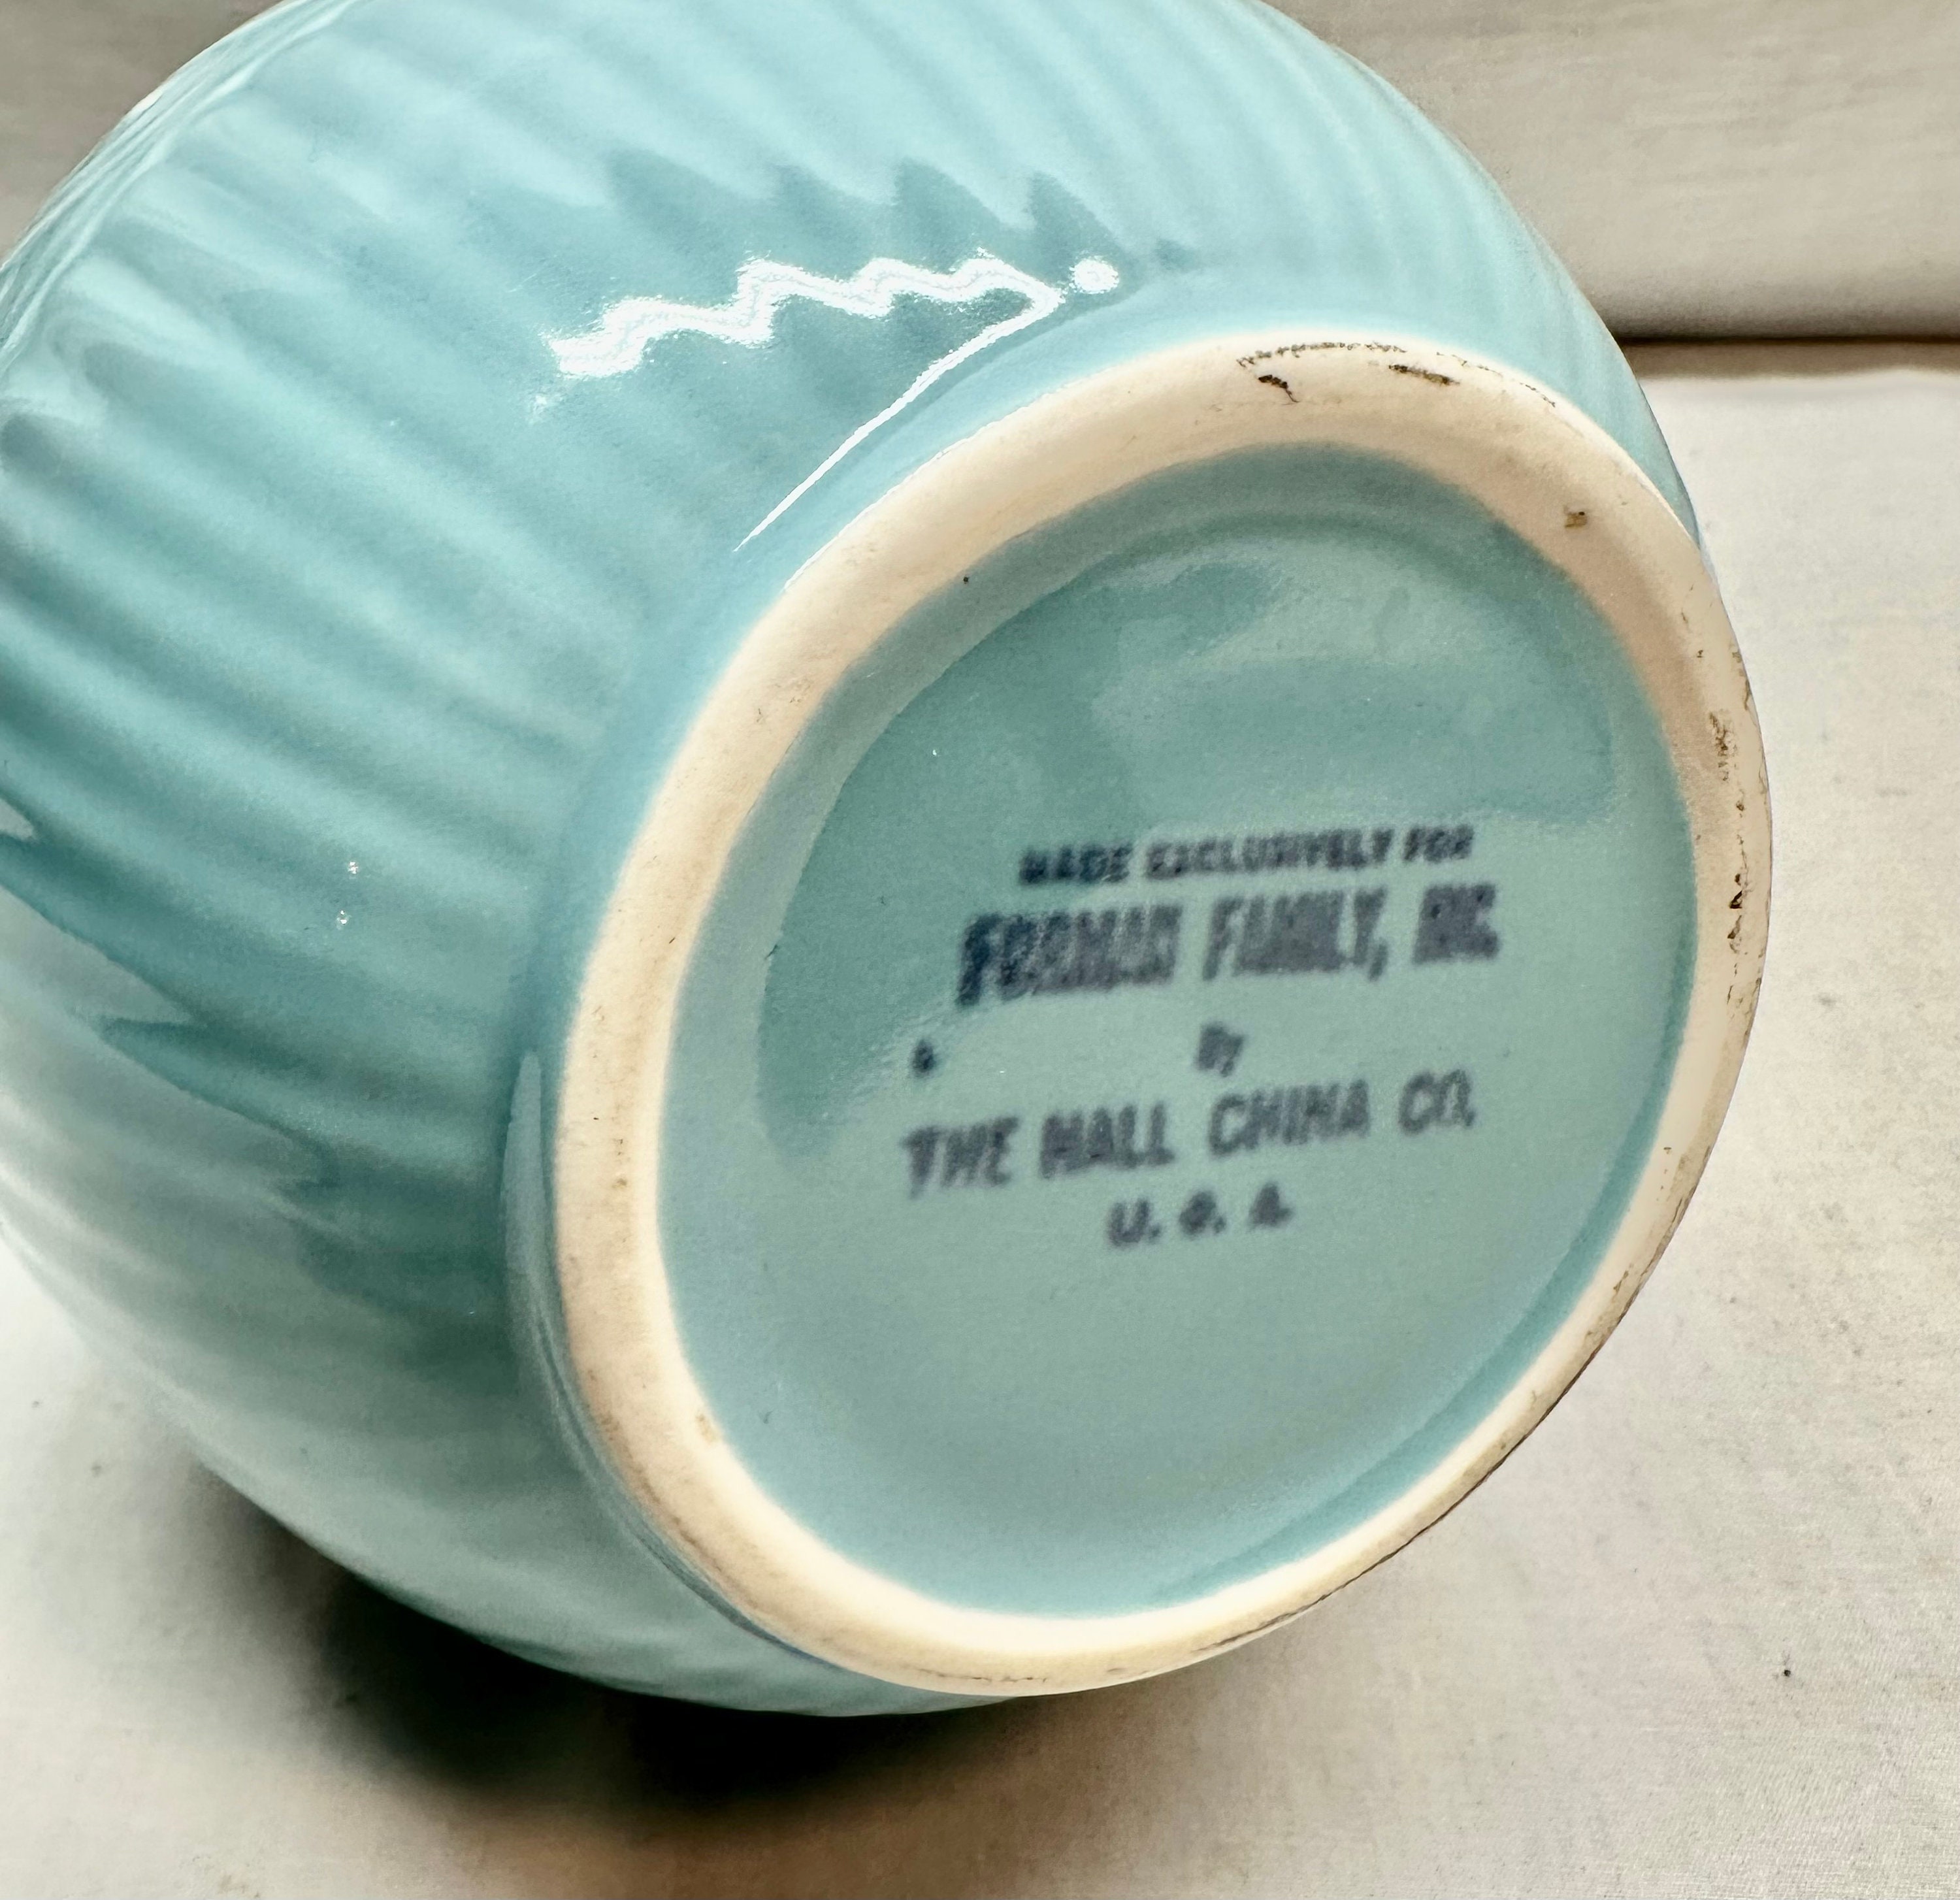 MADE EXCLUSIVELY FOR
FORMAN FAMILY, INC.
By
THE HALL CHINA CO.
U. S. A.